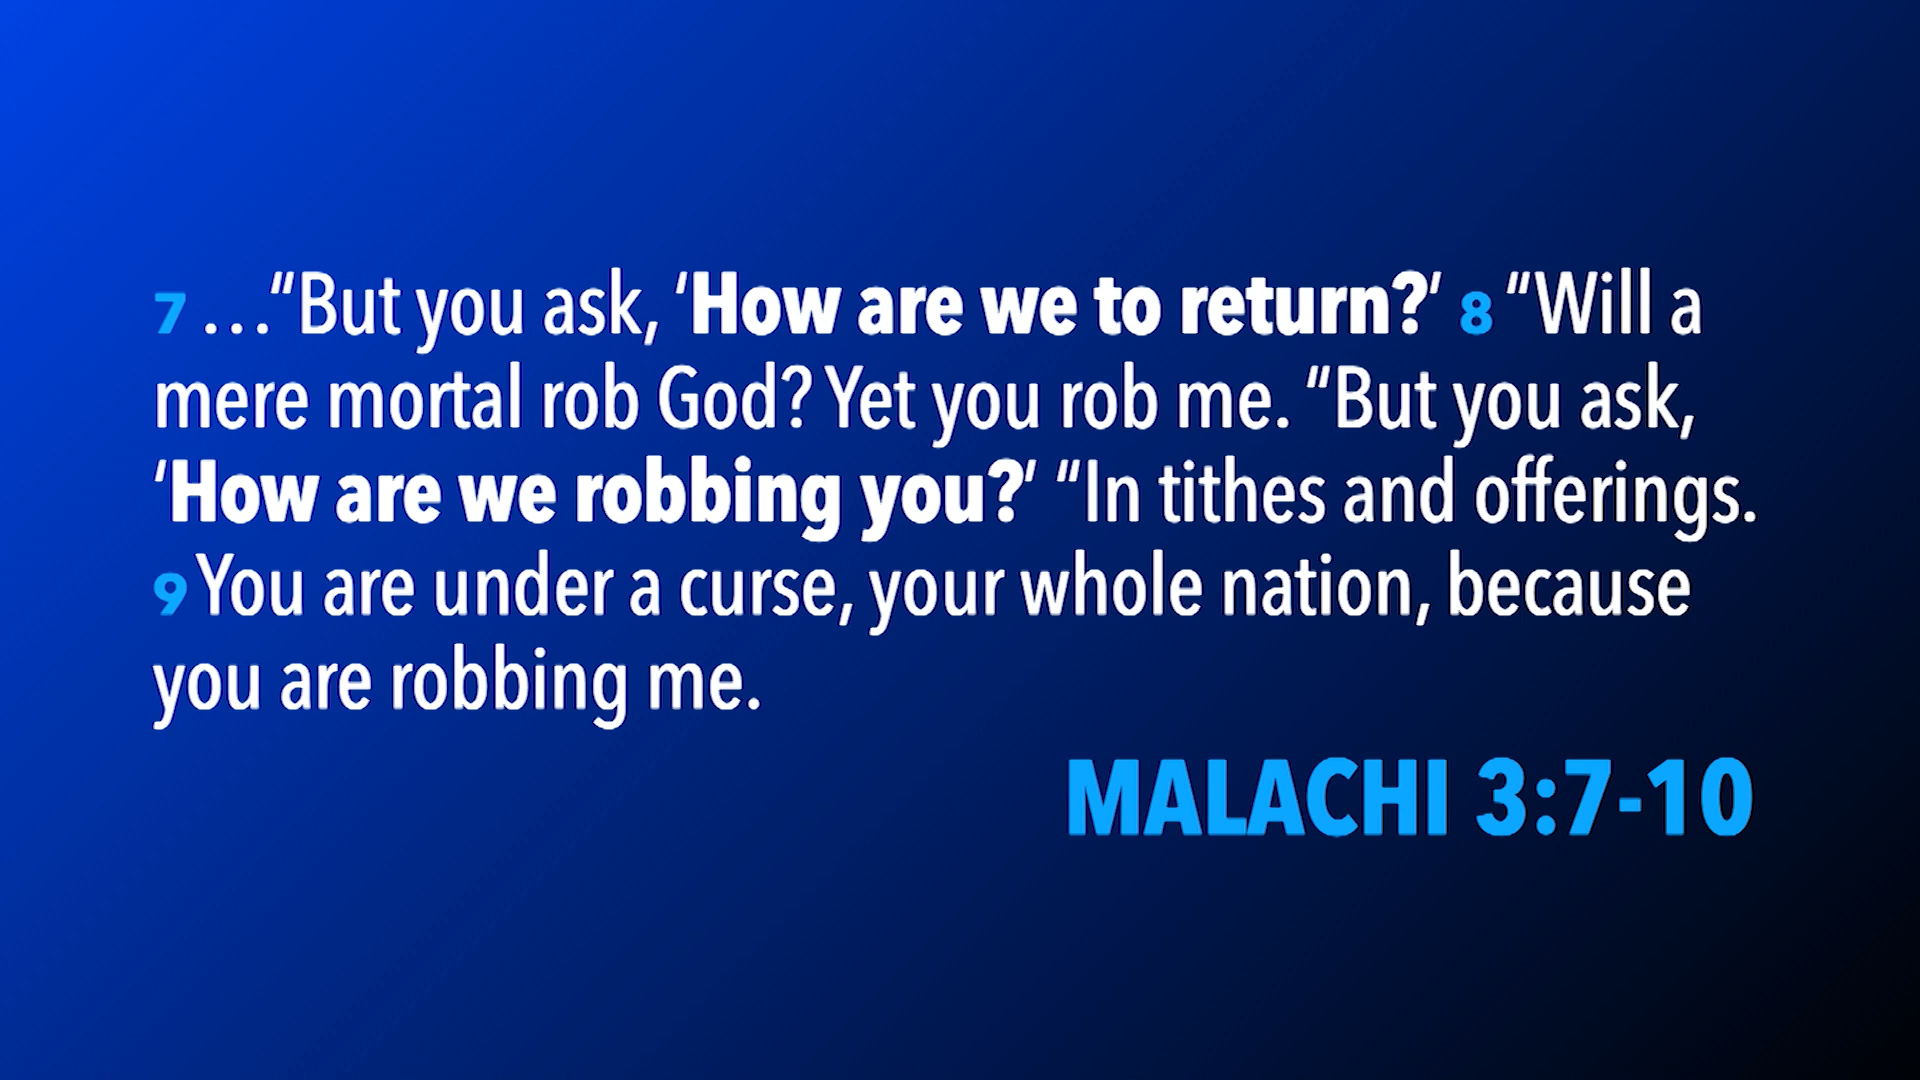 7 …“But you ask, ‘How are we to return?’ 8 “Will a
mere mortal rob God? Yet you rob me. “But you ask,
‘How are we robbing you?’ “In tithes and offerings.
9 You are under a curse, your whole nation, because
you are robbing me.
MALACHI 3:7-10